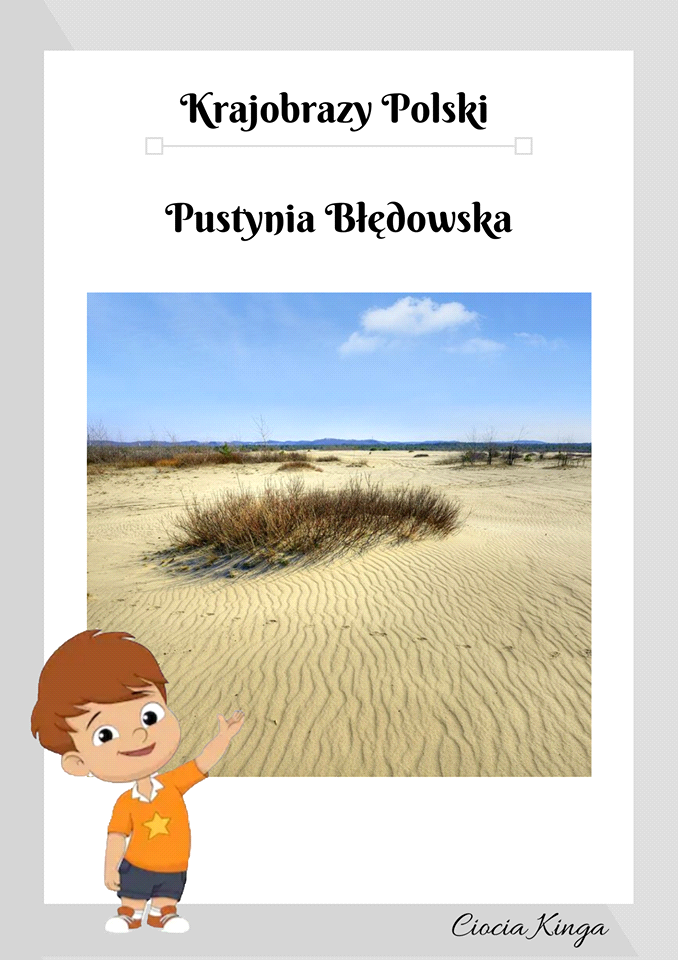 Krajobrazy Polski
Pustynia Błędowska
Ciocia Kinga